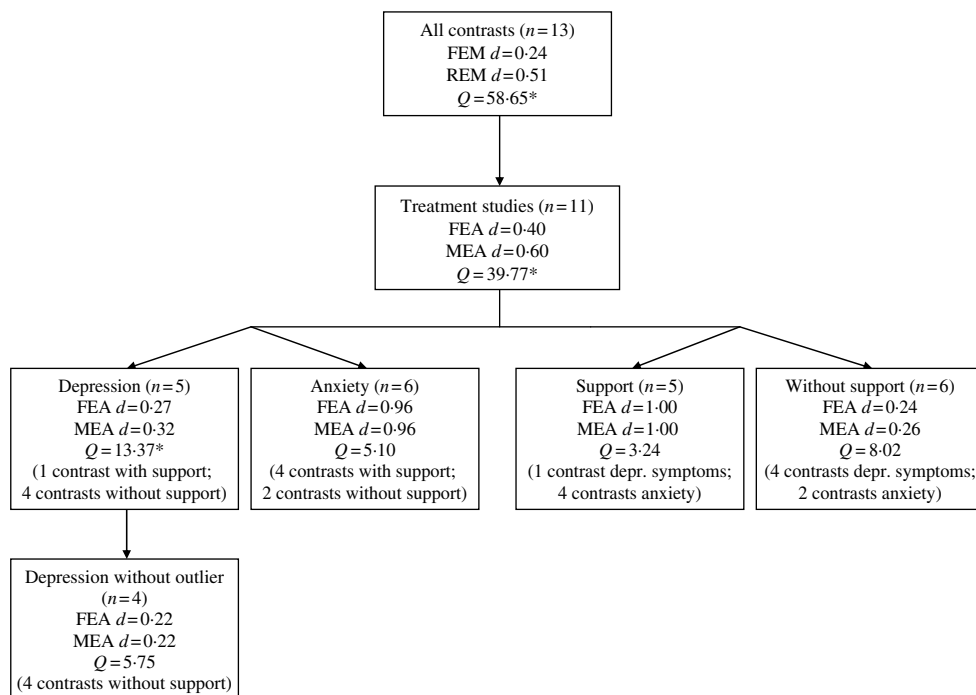 All contrasts (n=13)
FEM d=0·24
REM d=0·51
Q=58·65*
Treatment studies (n=11)
FEA d=0·40
MEA d=0·60
Q=39·77*
Depression (n=5)
FEA d=0·27
MEA d=0·32
Q=13·37*
(1 contrast with support;
4 contrasts without support)
Anxiety (n=6)
FEA d=0·96
MEA d=0·96
Q=5·10
(4 contrasts with support;
2 contrasts without support)
Support (n=5)
FEA d=1·00
MEA d=1·00
Q=3·24
(1 contrast depr. symptoms;
4 contrasts anxiety)
Without support (n=6)
FEA d=0·24
MEA d=0·26
Q=8·02
(4 contrasts depr. symptoms;
2 contrasts anxiety)
Depression without outlier
(n=4)
FEA d=0·22
MEA d=0·22
Q=5·75
(4 contrasts without support)